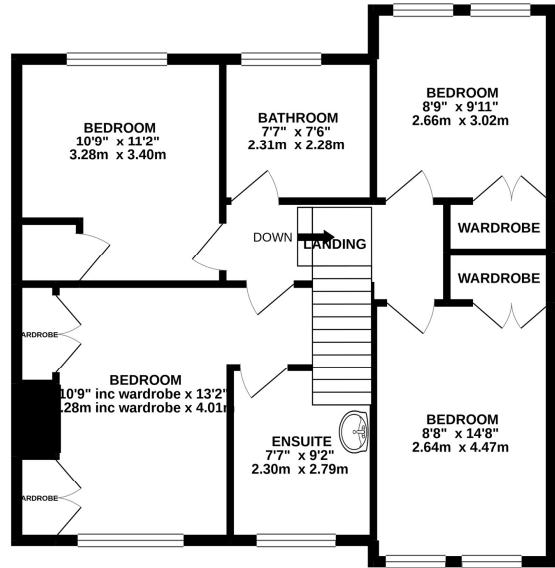 BEDROOM
8'9" x 9'11"
2.66m x 3.02m
BATHROOM
7'7" x 7'6"
2.31m x 2.28m
BEDROOM
10'9" x 11'2"
3.28m x 3.40m
WARDROBE
DOWN
LANDING
WARDROBE
ARDROBE
BEDROOM
10'9" inc wardrobe x 13'2"
.28m inc wardrobe x 4.01m
BEDROOM
8'8" x 14'8"
2.64m x 4.47m
ENSUITE
7'7" x 9'2"
2.30m x 2.79m
ARDROBE